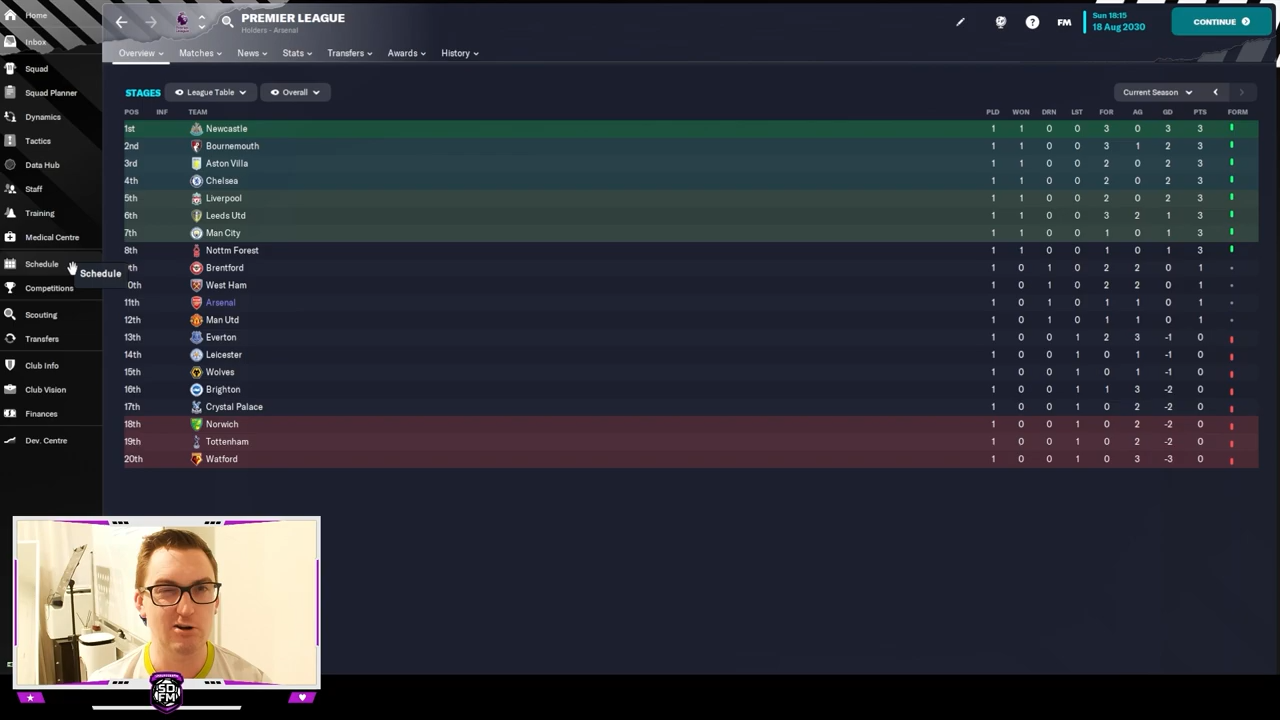 Home
Inbox
Squad
Squad Planner
Dynamics
Tactics
Data Hub
Staff
Training
Medical Centre
Schedule
Schedule
Competitions
Scouting
Transfers
Club Info
Club Vision
Finances
Dev. Centre
PREMIER LEAGUE
Holders - Arsenal
FM
Sun 18:15
18 Aug 2030
CONTINUE
Overview Matches News Stats Transfers Awards History
STAGES League Table Overall Current Season
POS INF TEAM PLD WON DRN LST FOR AG GD PTS FORM
1st Newcastle 1 1 0 0 3 0 3 3
2nd Bournemouth 1 1 0 0 3 1 2 3
3rd Aston Villa 1 1 0 0 2 0 2 3
4th Chelsea 1 1 0 0 2 0 2 3
5th Liverpool 1 1 0 0 2 0 2 3
6th Leeds Utd 1 1 0 0 3 2 1 3
7th Man City 1 1 0 0 1 0 1 3
8th Nottm Forest 1 1 0 0 1 0 1 3
th Brentford 1 0 1 0 2 2 0 1
0th West Ham 1 0 1 0 2 2 0 1
11th Arsenal 1 0 1 0 1 1 0 1
12th Man Utd 1 0 1 0 1 1 0 1
13th Everton 1 0 0 1 2 3 -1 0
14th Leicester 1 0 0 1 0 1 -1 0
15th Wolves 1 0 0 1 0 1 -1 0
16th Brighton 1 0 0 1 1 3 -2 0
17th Crystal Palace 1 0 0 1 0 2 -2 0
18th Norwich 1 0 0 1 0 2 -2 0
19th Tottenham 1 0 0 1 0 2 -2 0
20th Watford 1 0 0 1 0 3 -3 0
SD
FM